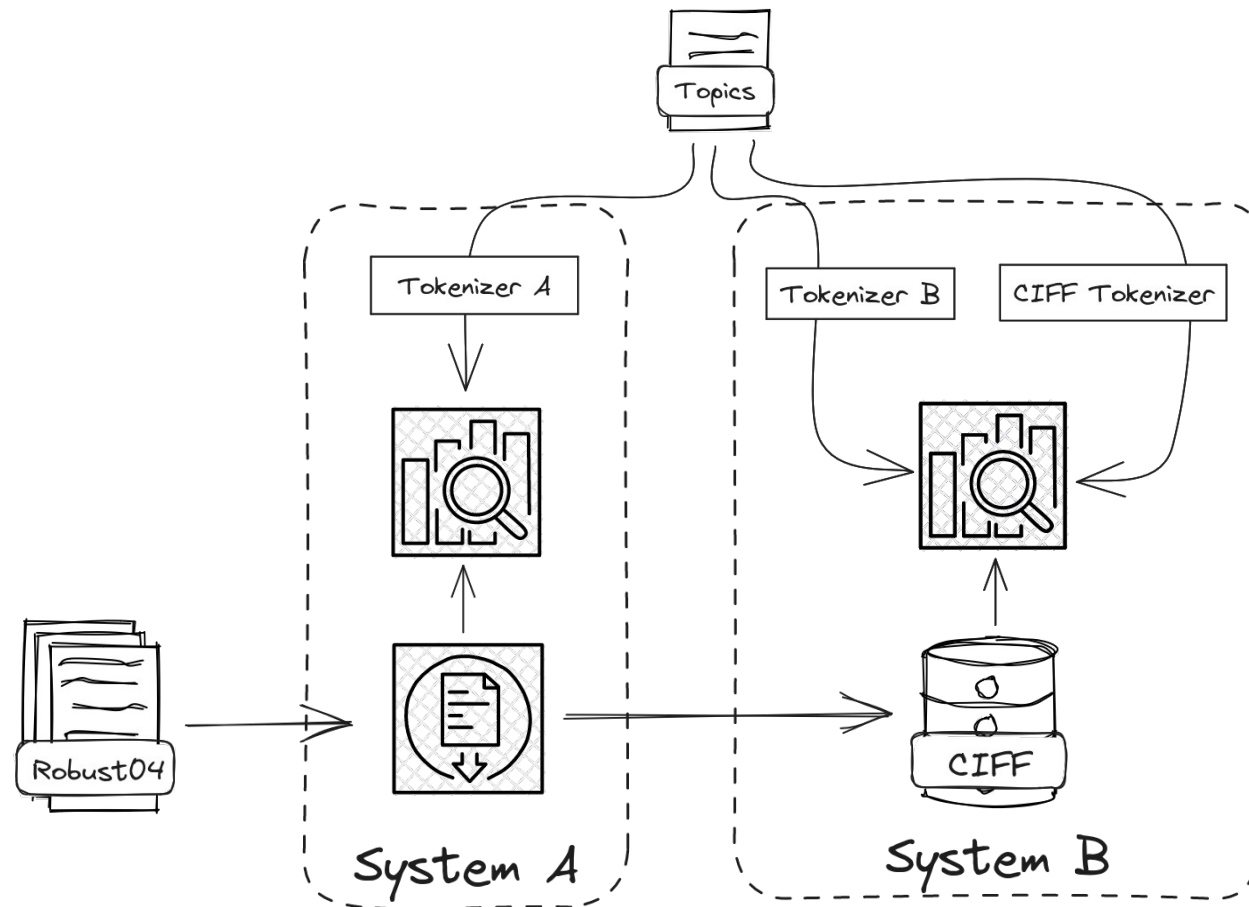 Topics
Tokenizer A
Tokenizer B
CIFF Tokenizer
Robust04
CIFF
System A
System B